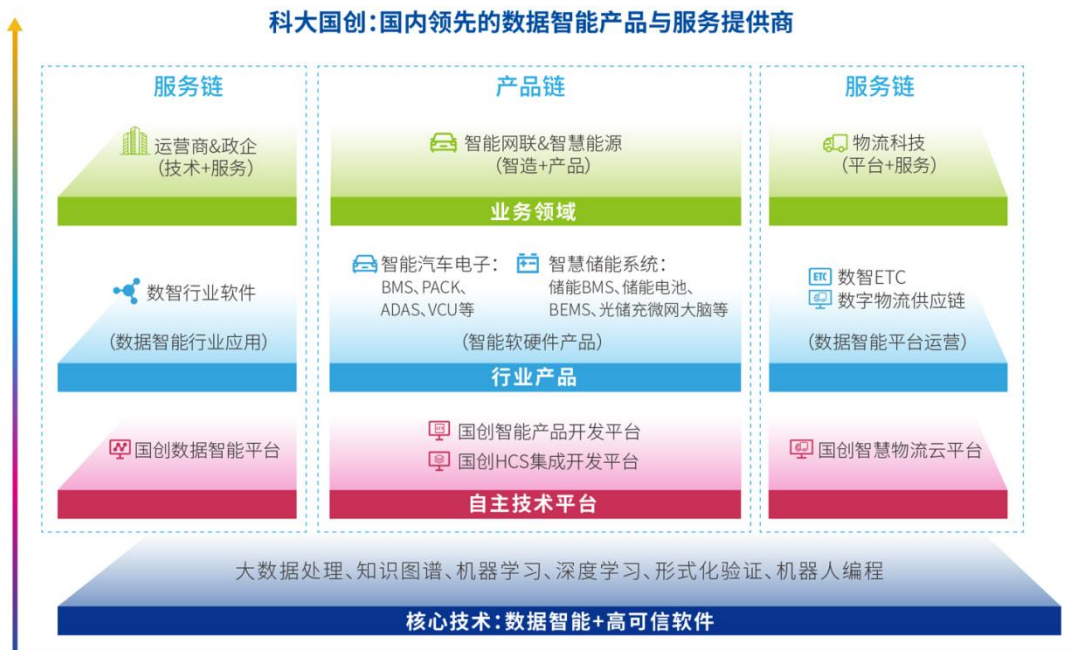 科大国创：国内领先的数据智能产品与服务提供商
服务链
产品链
服务链
运营商&政企
(技术+服务)
智能网联&智慧能源
(智造+产品)
物流科技
(平台+服务)
业务领域
数智行业软件
(数据智能行业应用)
智能汽车电子：
BMS、PACK、
ADAS、VCU等
智慧储能系统：
储能BMS、储能电池、
BEMS、光储充微网大脑等
(智能软硬件产品)
ETC
数智ETC
数字物流供应链
(数据智能平台运营)
行业产品
国创数据智能平台
国创智能产品开发平台
国创HCS集成开发平台
国创智慧物流云平台
自主技术平台
大数据处理、知识图谱、机器学习、深度学习、形式化验证、机器人编程
核心技术：数据智能+高可信软件